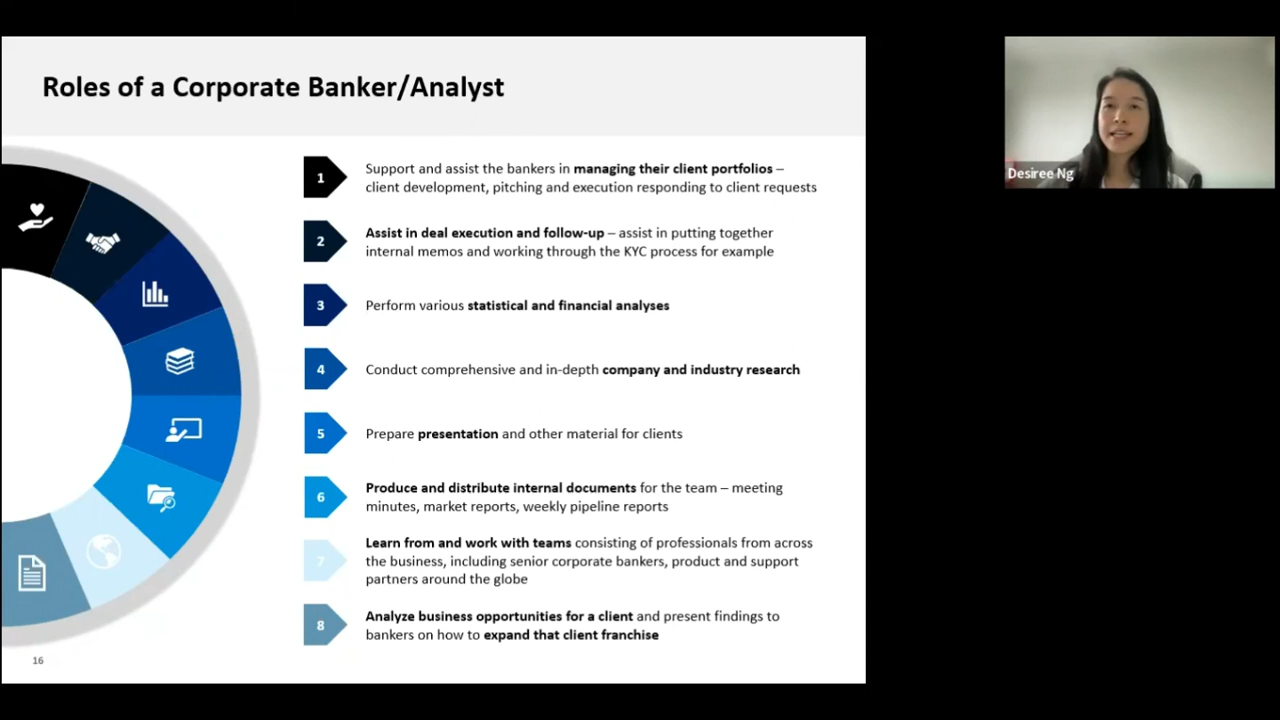 Roles of a Corporate Banker/Analyst
1
Support and assist the bankers in managing their client portfolios –
client development, pitching and execution responding to client requests
2
Assist in deal execution and follow-up – assist in putting together
internal memos and working through the KYC process for example
3
Perform various statistical and financial analyses
4
Conduct comprehensive and in-depth company and industry research
5
Prepare presentation and other material for clients
6
Produce and distribute internal documents for the team – meeting
minutes, market reports, weekly pipeline reports
7
Learn from and work with teams consisting of professionals from across
the business, including senior corporate bankers, product and support
partners around the globe
8
Analyze business opportunities for a client and present findings to
bankers on how to expand that client franchise
16
Desiree Ng